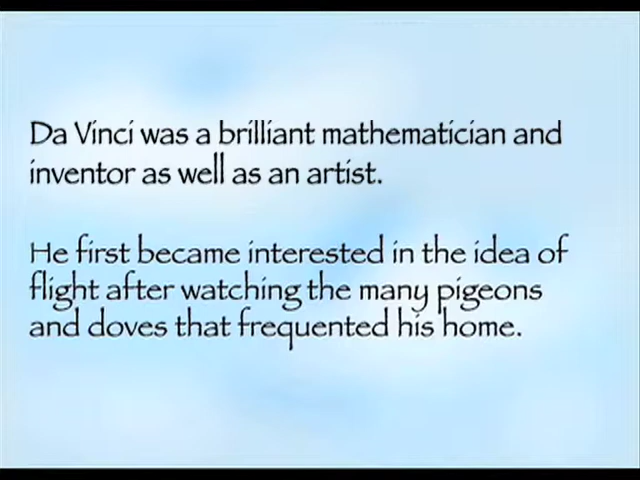 Da Vinci was a brilliant mathematician and
inventor as well as an artist.
He first became interested in the idea of
flight after watching the many pigeons
and doves that frequented his home.